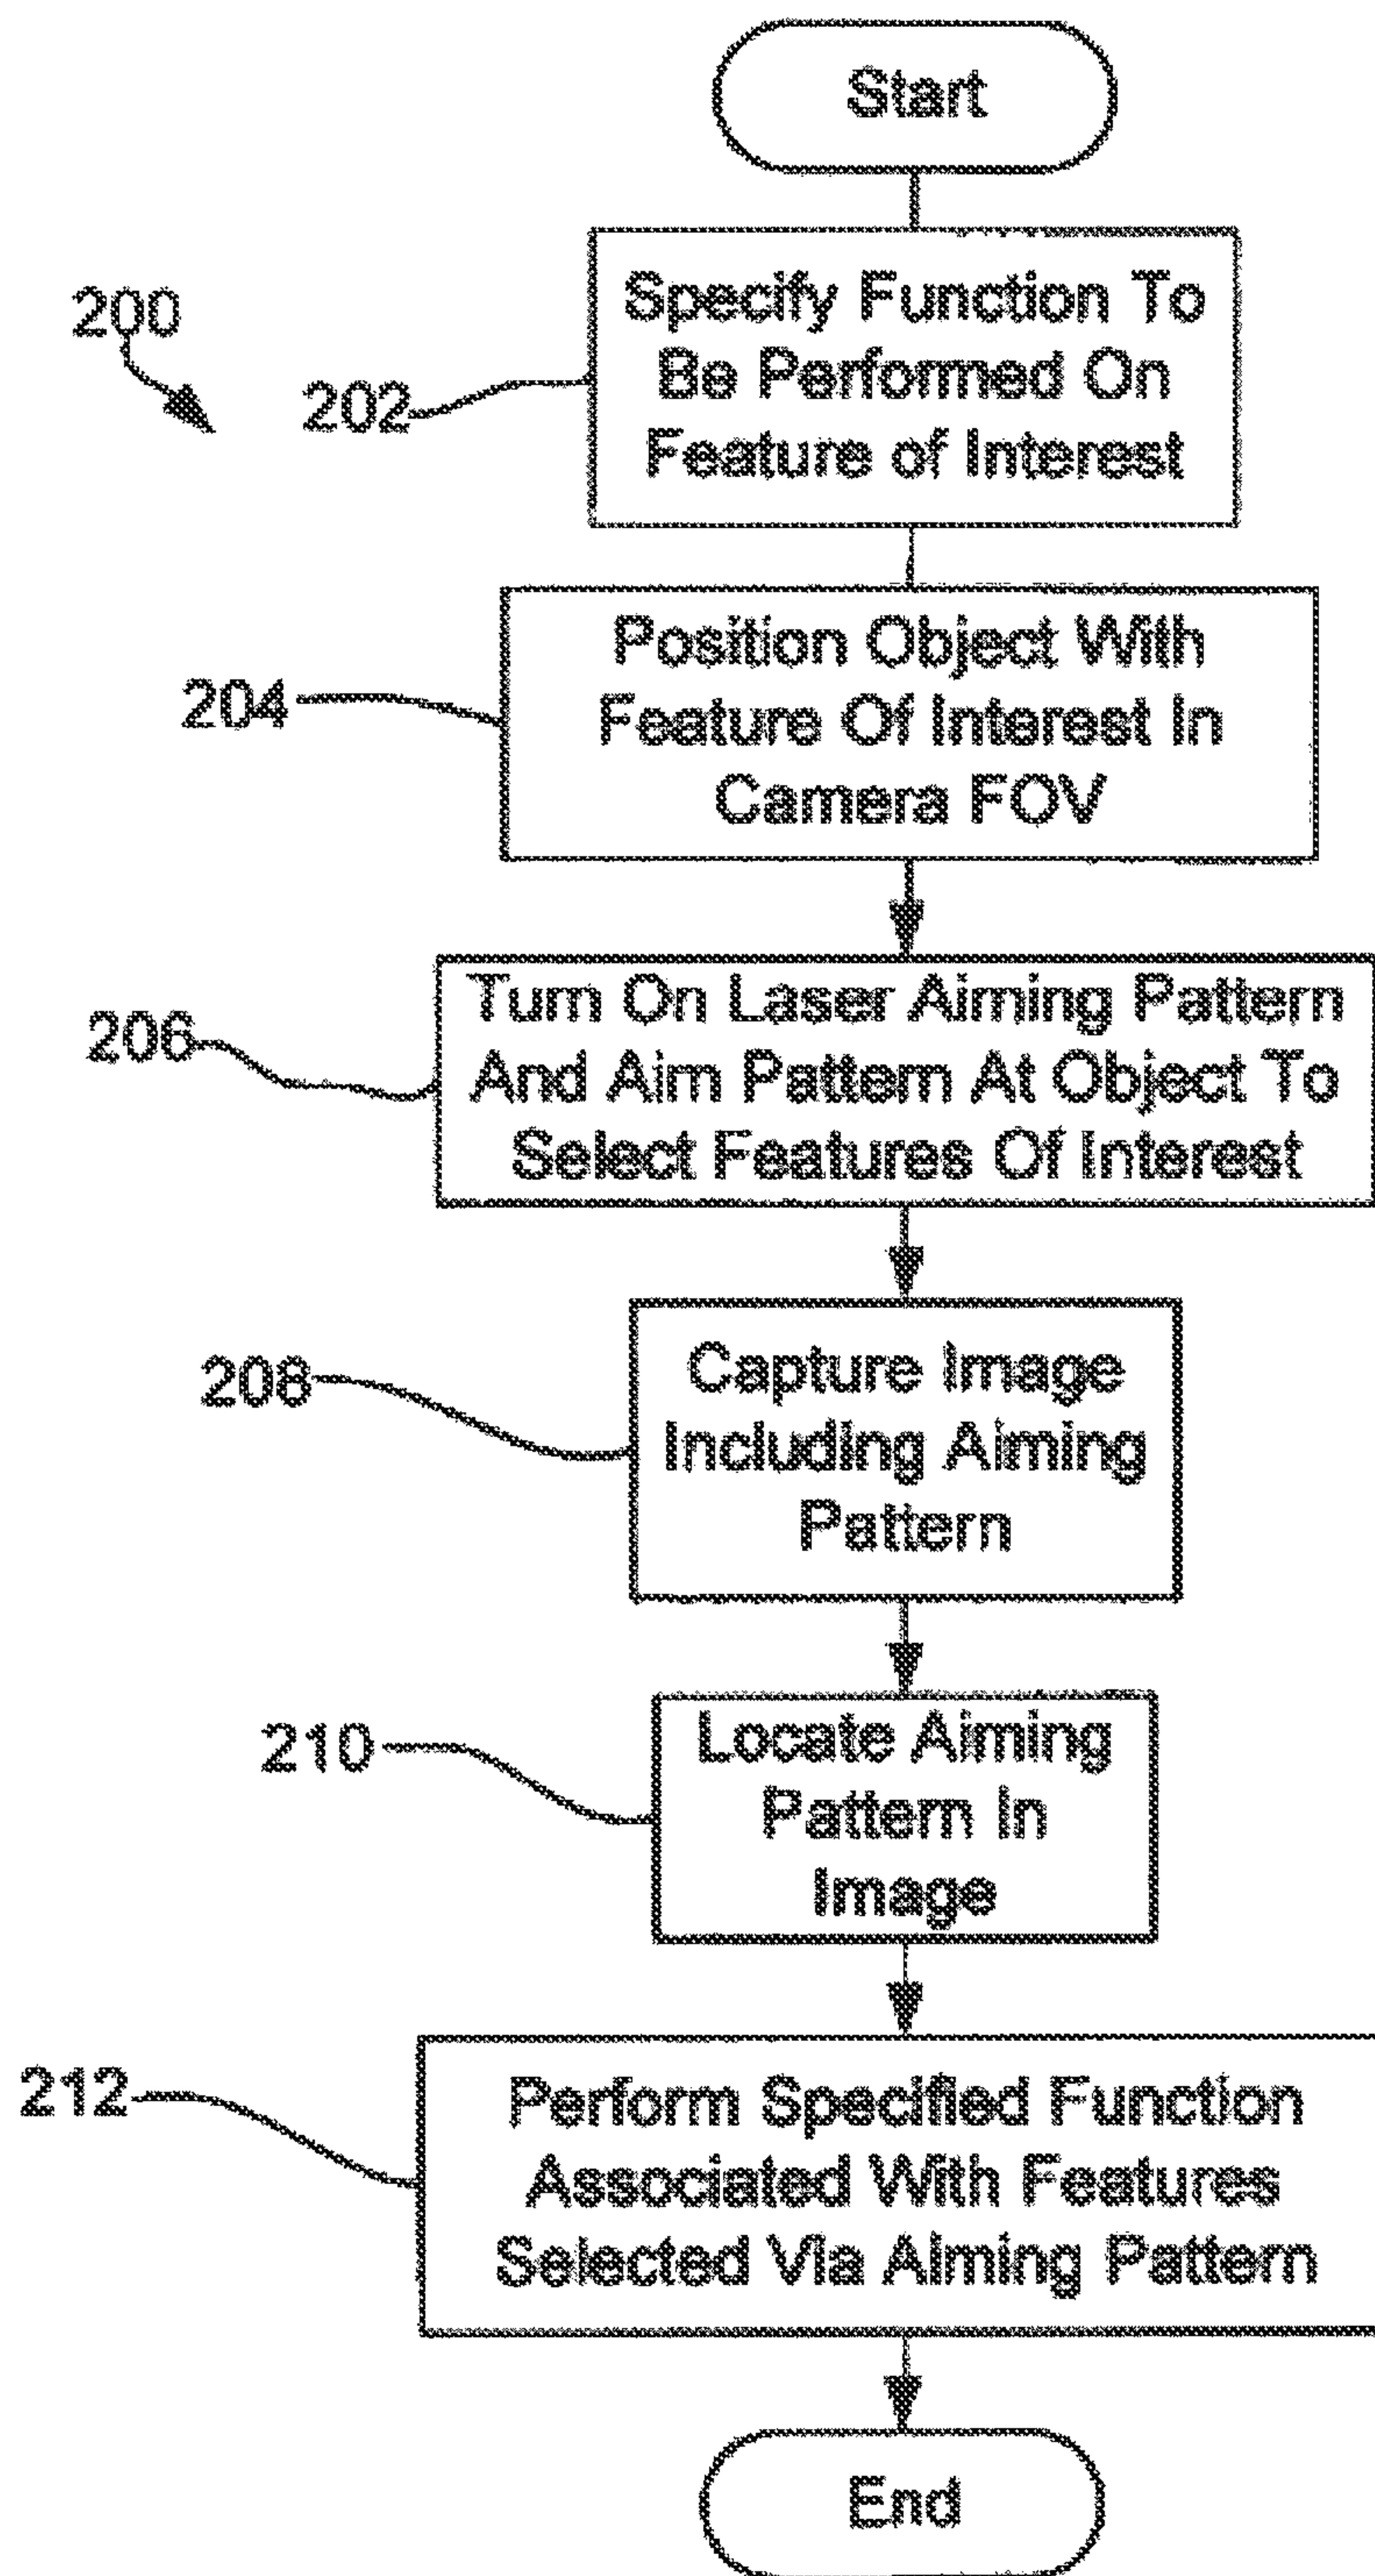 Start
200
202
Specify Function To
Be Performed On
Feature of Interest
204
Position Object With
Feature Of Interest In
Camera FOV
206
Turn On Laser Aiming Pattern
And Aim Pattern At Object To
Select Features Of Interest
208
Capture Image
Including Aiming
Pattern
210
Locate Aiming
Pattern In
Image
212
Perform Specified Function
Associated With Features
Selected Via Aiming Pattern
End